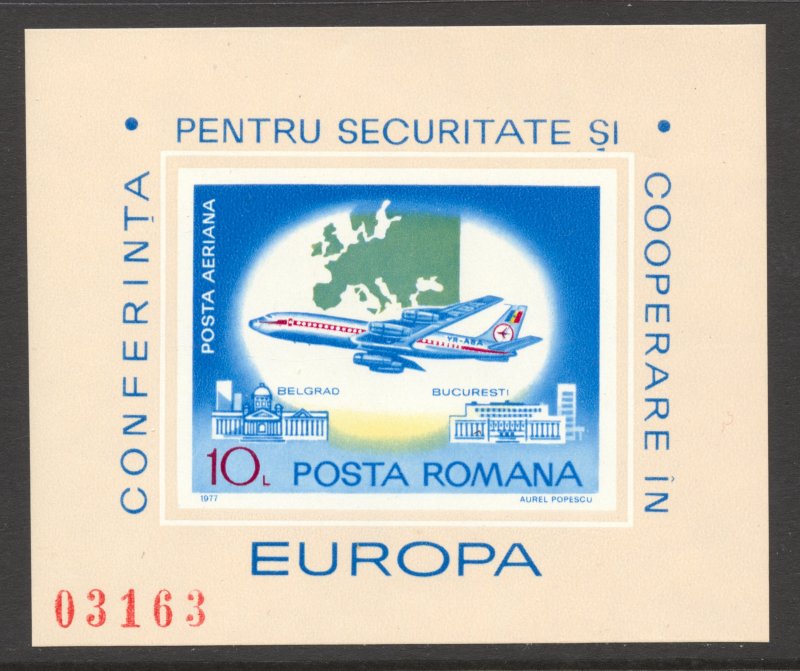 CONFERINȚA
PENTRU SECURITATE ȘI
COOPERARE ÎN
EUROPA
POSTA AERIANA
YR-ABA
BELGRAD
BUCURESTI
10L POSTA ROMANA
1977
AUREL POPESCU
03163